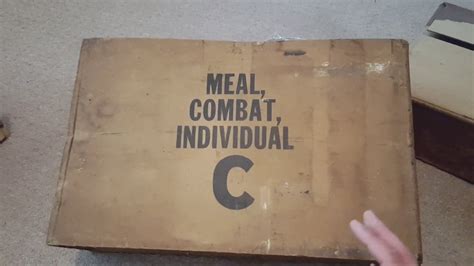 MEAL,
COMBAT,
INDIVIDUAL
C